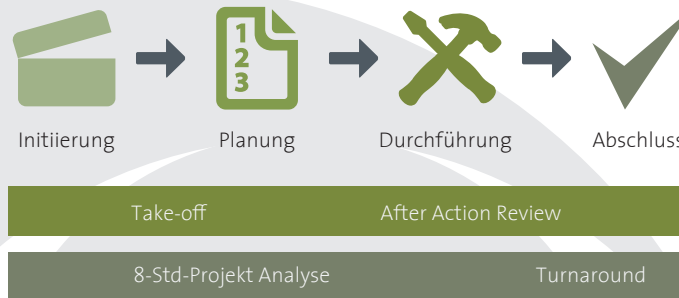 1
2
3
Initiierung Planung Durchführung Abschluss
Take-off After Action Review
8-Std-Projekt Analyse Turnaround